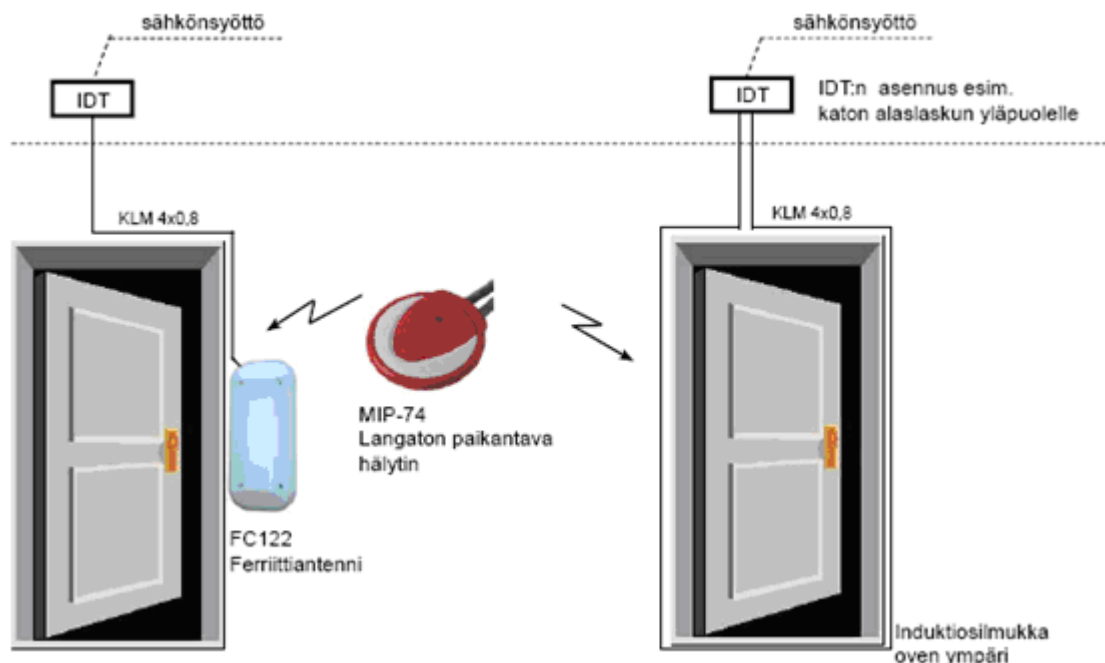 sähkönsyöttö
sähkönsyöttö
IDT
IDT
IDT:n asennus esim.
katon alaslaskun yläpuolelle
KLM 4x0,8
KLM 4x0,8
MIP-74
Langaton paikantava
hälytin
FC122
Ferriittiantenni
Induktiosilmukka
oven ympäri